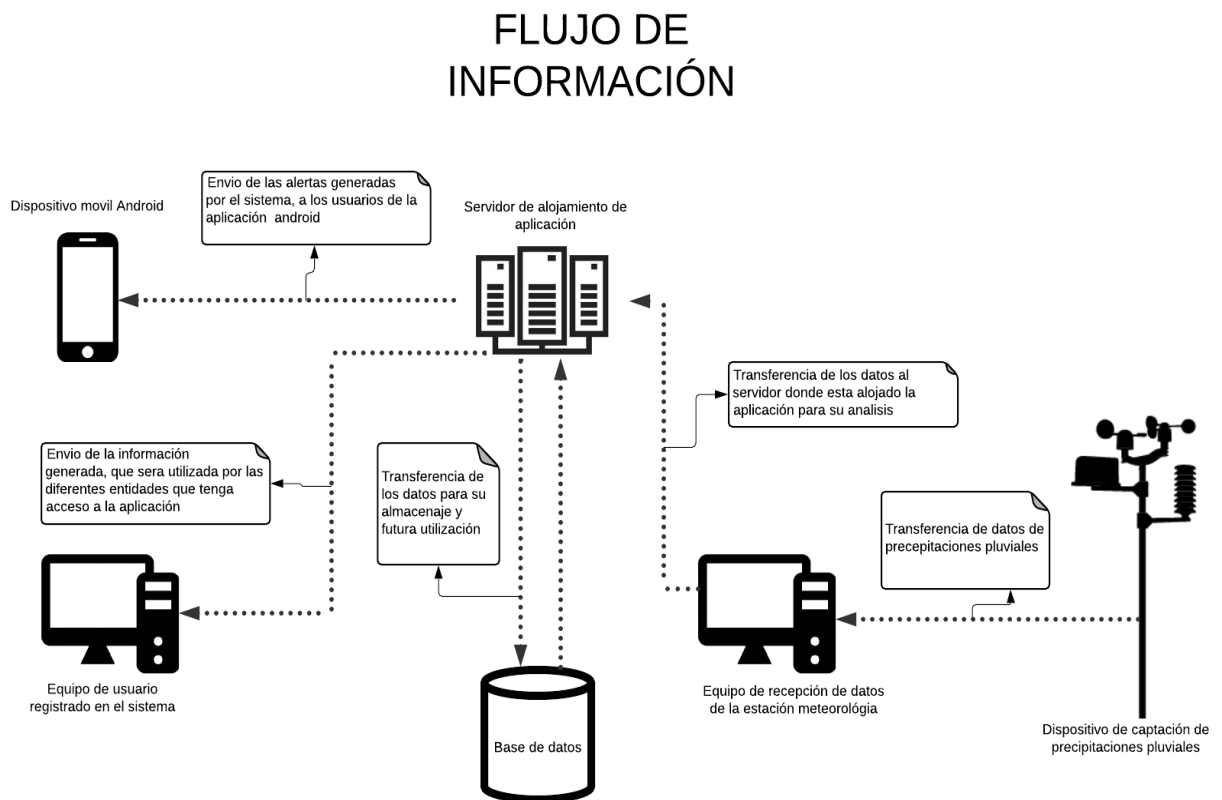 FLUJO DE
INFORMACIÓN
Dispositivo movil Android
Envio de las alertas generadas
por el sistema, a los usuarios de la
aplicación android
Servidor de alojamiento de
aplicación
Transferencia de los datos al
servidor donde esta alojado la
aplicación para su analisis
Envio de la información
generada, que sera utilizada por las
diferentes entidades que tenga
acceso a la aplicación
Transferencia de
los datos para su
almacenaje y
futura utilización
Transferencia de datos de
precepitaciones pluviales
Equipo de usuario
registrado en el sistema
Base de datos
Equipo de recepción de datos
de la estación meteorológia
Dispositivo de captación de
precipitaciones pluviales